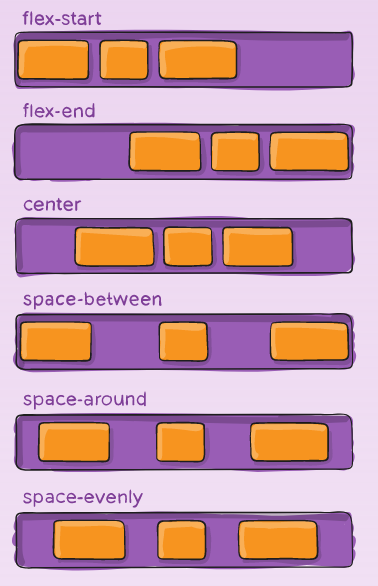 flex-start
flex-end
center
space-between
space-around
space-evenly